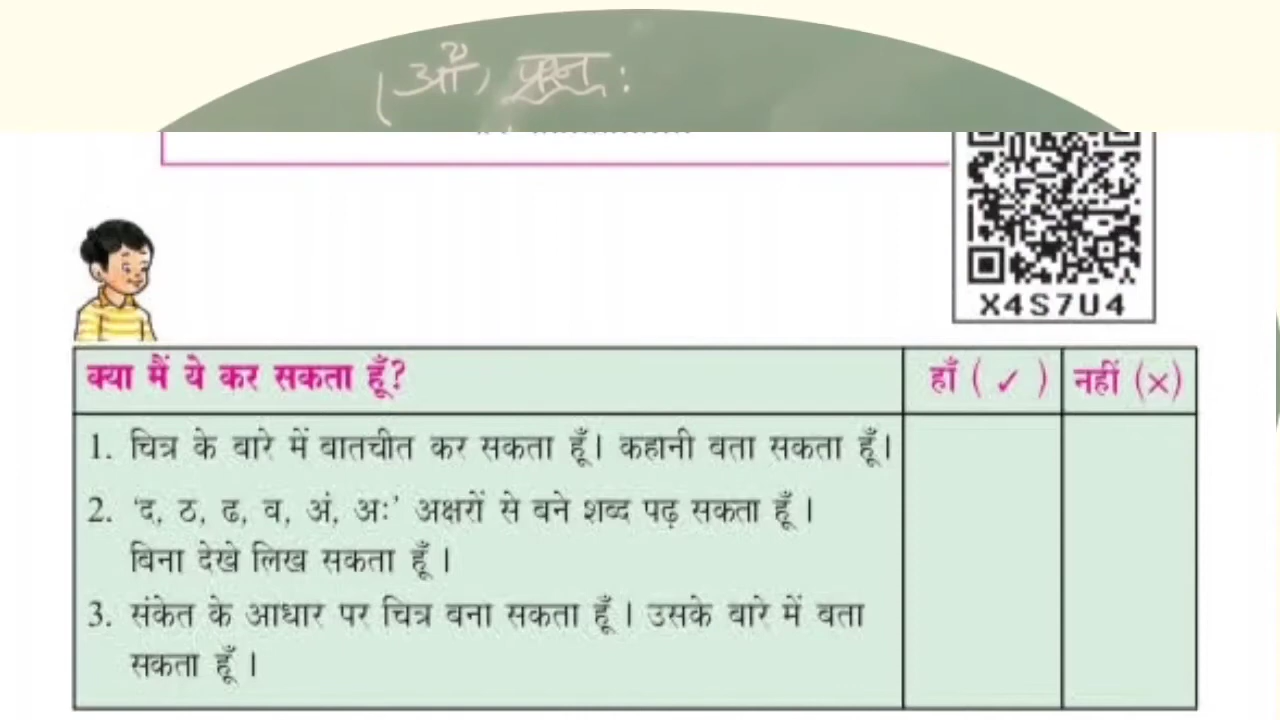 प्रश्न :
X4S7U4
क्या मैं ये कर सकता हूँ? हाँ ( ✓ ) नहीं (×)
1. चित्र के बारे में बातचीत कर सकता हूँ। कहानी बता सकता हूँ।
2. ‘द, ठ, ढ, व, अं, अः’ अक्षरों से बने शब्द पढ़ सकता हूँ ।
बिना देखे लिख सकता हूँ ।
3. संकेत के आधार पर चित्र बना सकता हूँ । उसके बारे में बता
सकता हूँ ।